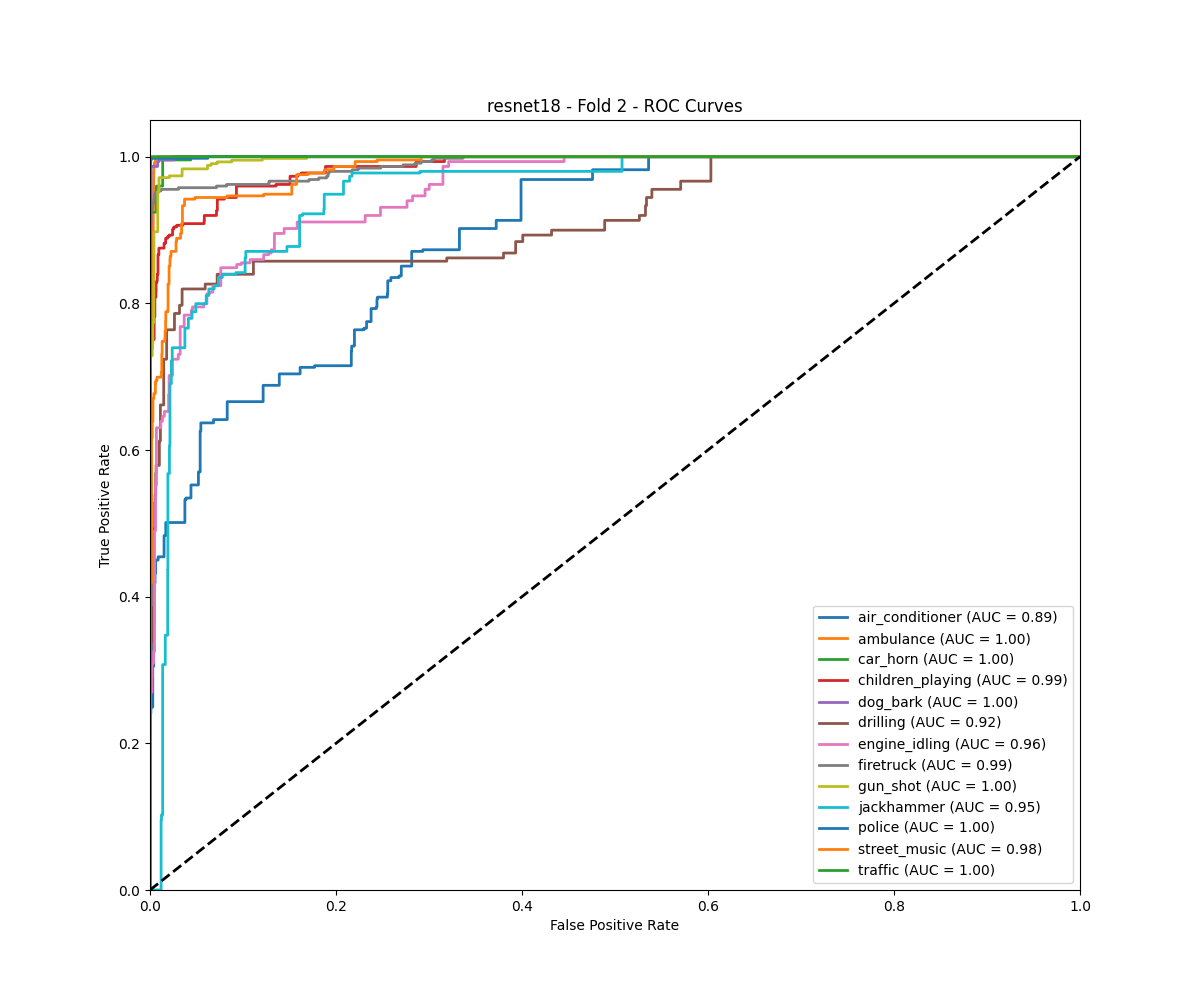 resnet18 - Fold 2 - ROC Curves
True Positive Rate
1.0
0.8
0.6
0.4
0.2
0.0
air_conditioner (AUC = 0.89)
ambulance (AUC = 1.00)
car_horn (AUC = 1.00)
children_playing (AUC = 0.99)
dog_bark (AUC = 1.00)
drilling (AUC = 0.92)
engine_idling (AUC = 0.96)
firetruck (AUC = 0.99)
gun_shot (AUC = 1.00)
jackhammer (AUC = 0.95)
police (AUC = 1.00)
street_music (AUC = 0.98)
traffic (AUC = 1.00)
0.0 0.2 0.4 0.6 0.8 1.0
False Positive Rate